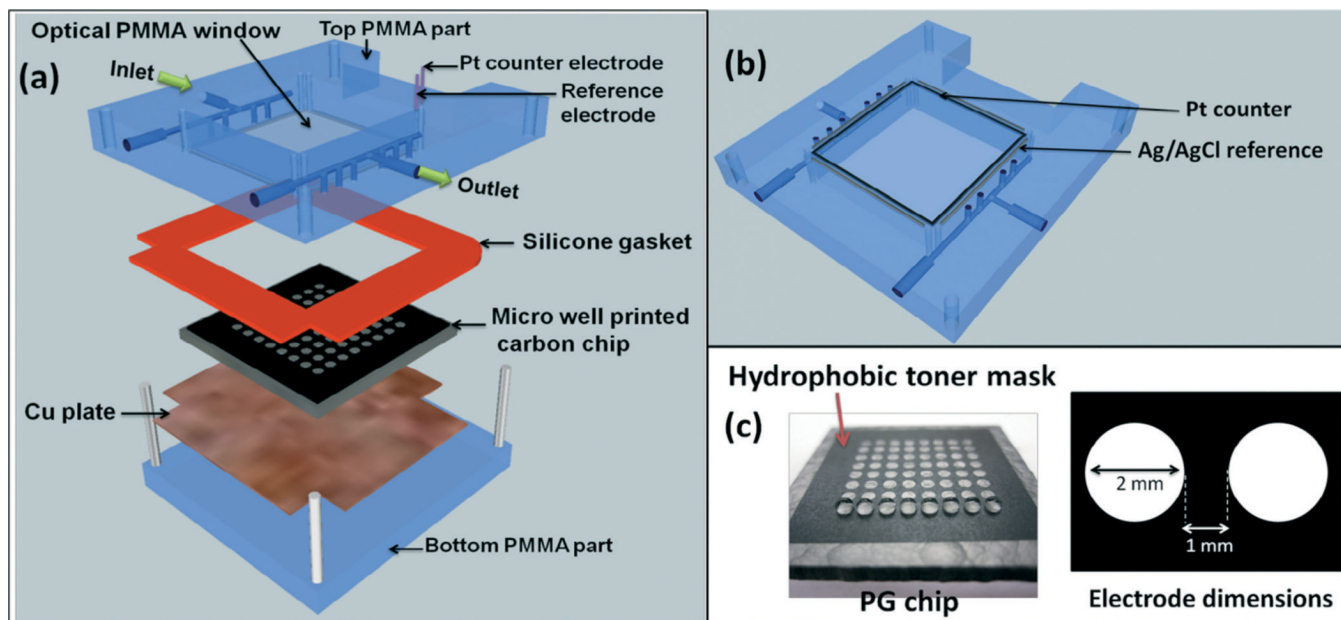 (a)
Optical PMMA window
Top PMMA part
Inlet
Pt counter electrode
Reference
electrode
Outlet
Silicone gasket
Micro well printed
carbon chip
Cu plate
Bottom PMMA part
(b)
Pt counter
Ag/AgCl reference
(c)
Hydrophobic toner mask
PG chip
2 mm
1 mm
Electrode dimensions